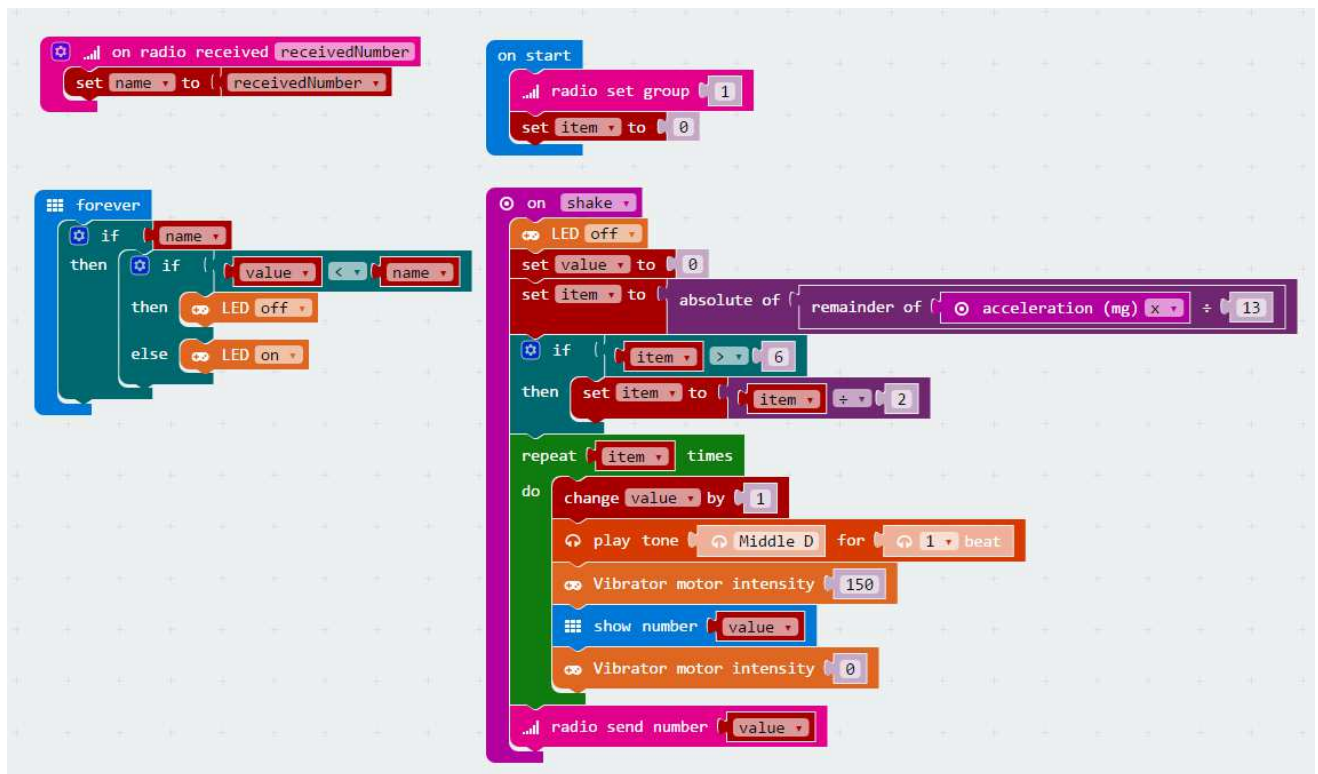 on radio received receivedNumber
set name to receivedNumber
on start
radio set group 1
set item to 0
forever
if name
then if value < name
then LED off
else LED on
on shake
LED off
set value to 0
set item to absolute of remainder of acceleration (mg) x ÷ 13
if item > 6
then set item to item ÷ 2
repeat item times
do change value by 1
play tone Middle D for 1 beat
Vibrator motor intensity 150
show number value
Vibrator motor intensity 0
radio send number value